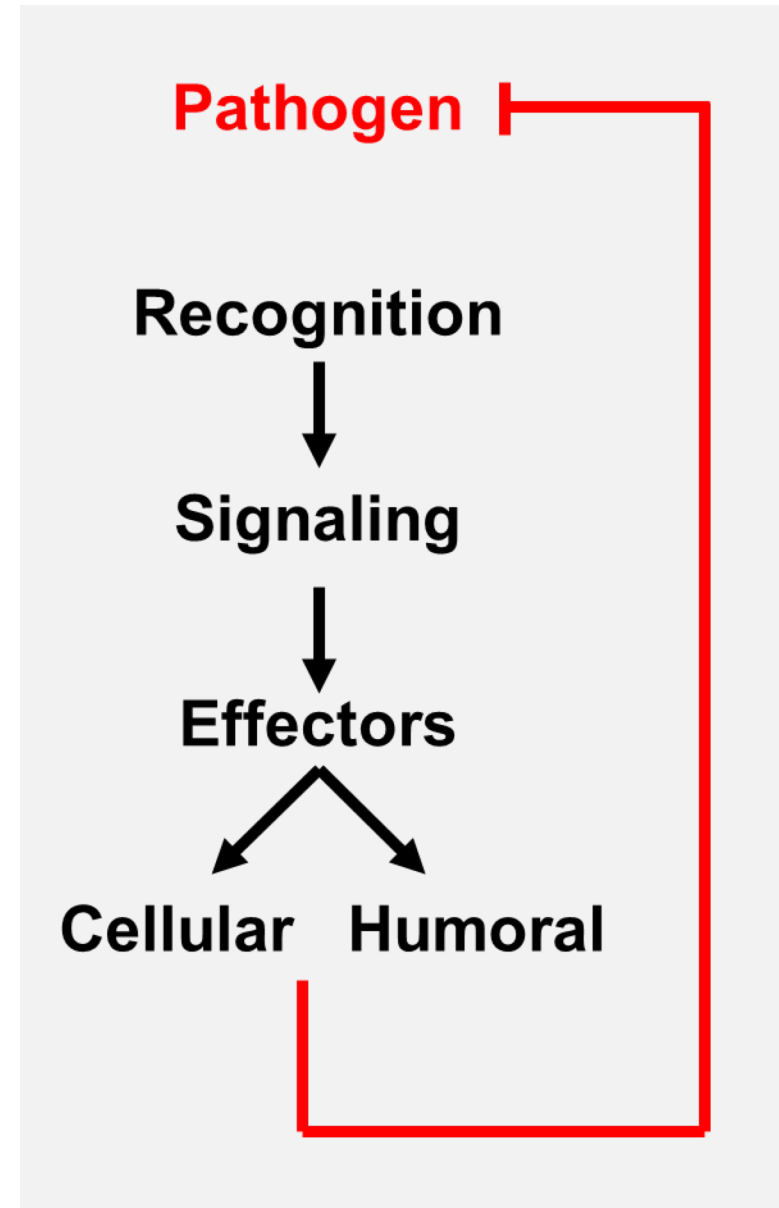 Pathogen
Recognition
Signaling
Effectors
Cellular Humoral